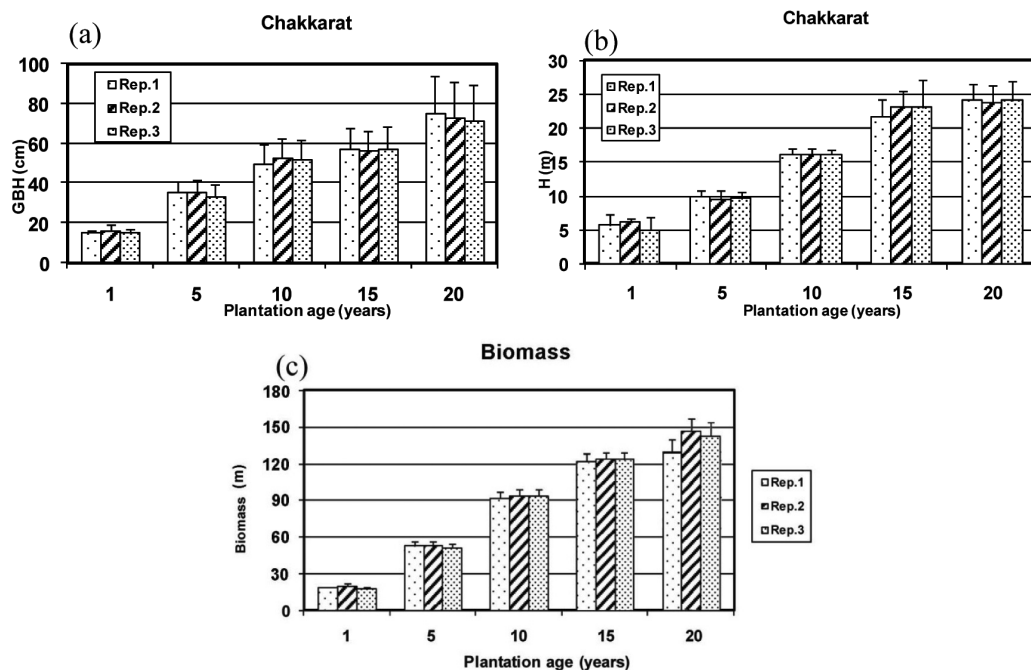 (a)
Chakkarat
GBH (cm)
100
80
60
40
20
0
Rep.1
Rep.2
Rep.3
1 5 10 15 20
Plantation age (years)
(b)
Chakkarat
H (m)
30
25
20
15
10
5
0
Rep.1
Rep.2
Rep.3
1 5 10 15 20
Plantation age (years)
(c)
Biomass
Biomass (m)
180
150
120
90
60
30
0
Rep.1
Rep.2
Rep.3
1 5 10 15 20
Plantation age (years)